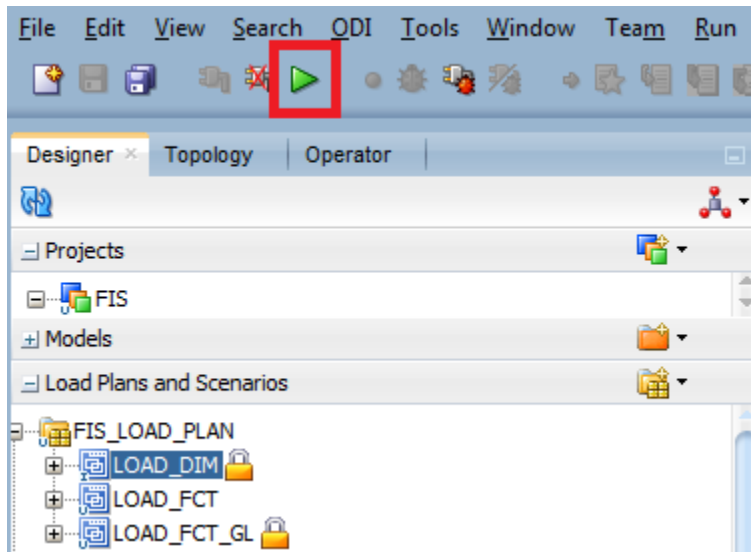 File Edit View Search ODI Tools Window Team Run
Designer Topology Operator
Projects
FIS
Models
Load Plans and Scenarios
FIS_LOAD_PLAN
LOAD_DIM
LOAD_FCT
LOAD_FCT_GL